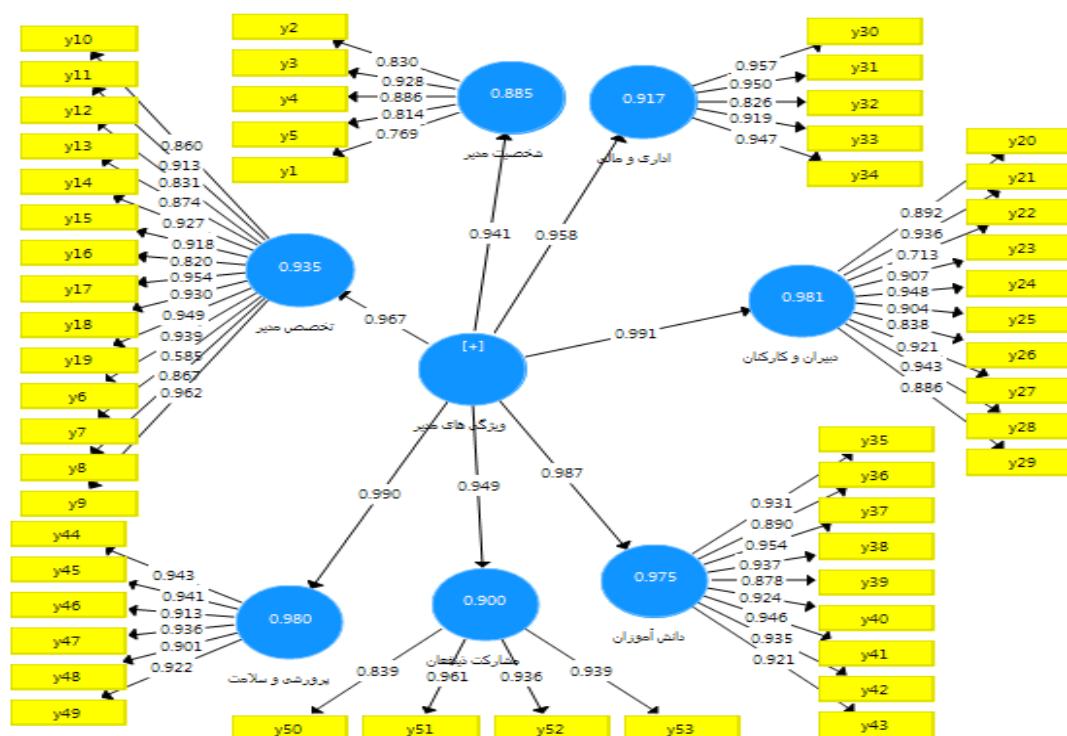 y10
y11
y12
y13
y14
y15
y16
y17
y18
y19
y6
y7
y8
y9
0.860
0.913
0.831
0.874
0.927
0.918
0.820
0.954
0.930
0.949
0.939
0.585
0.867
0.962
0.935
تخصص مدیر
0.967
y2
y3
y4
y5
y1
0.830
0.928
0.886
0.814
0.769
0.885
شخصیت مدیر
0.941
0.917
اداری و مالی
0.958
0.957
0.950
0.826
0.919
0.947
y30
y31
y32
y33
y34
[+]
ویژگی های مدیر
0.991
0.981
دبیران و کارکنان
0.892
0.936
0.713
0.907
0.948
0.904
0.838
0.921
0.943
0.886
y20
y21
y22
y23
y24
y25
y26
y27
y28
y29
0.987
0.975
دانش آموزان
0.931
0.890
0.954
0.937
0.878
0.924
0.946
0.935
0.921
y35
y36
y37
y38
y39
y40
y41
y42
y43
0.949
0.900
مشارکت ذینفعان
0.839
0.961
0.936
0.939
y50
y51
y52
y53
0.990
0.980
پرورشی و سلامت
0.943
0.941
0.913
0.936
0.901
0.922
y44
y45
y46
y47
y48
y49